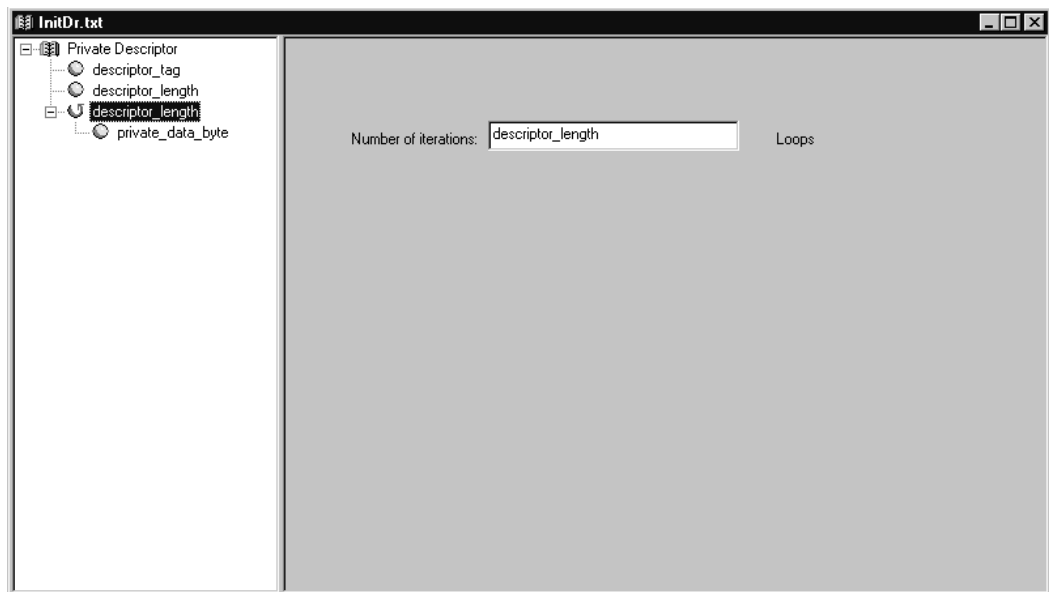 InitDr.txt
Private Descriptor
descriptor_tag
descriptor_length
descriptor_length
private_data_byte
Number of iterations: descriptor_length Loops